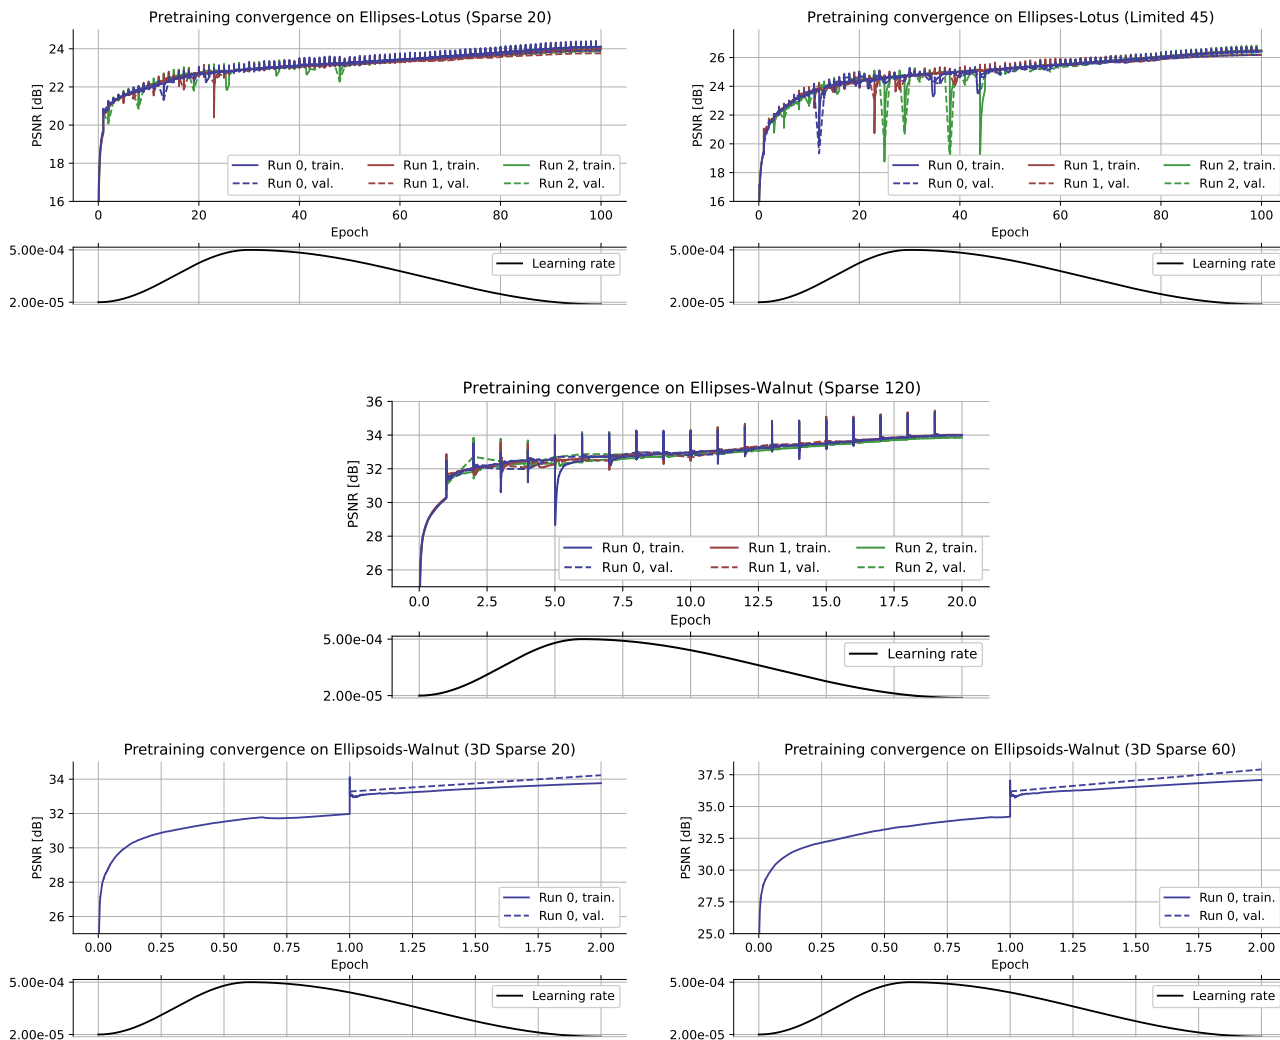 Pretraining convergence on Ellipses-Lotus (Sparse 20)
24
22
20
18
16
PSNR [dB]
Run 0, train. Run 1, train. Run 2, train.
Run 0, val. Run 1, val. Run 2, val.
0 20 40 60 80 100
Epoch
5.00e-04
2.00e-05
Learning rate
Pretraining convergence on Ellipses-Lotus (Limited 45)
26
24
22
20
18
16
PSNR [dB]
Run 0, train. Run 1, train. Run 2, train.
Run 0, val. Run 1, val. Run 2, val.
0 20 40 60 80 100
Epoch
5.00e-04
2.00e-05
Learning rate
Pretraining convergence on Ellipses-Walnut (Sparse 120)
36
34
32
30
28
26
PSNR [dB]
Run 0, train. Run 1, train. Run 2, train.
Run 0, val. Run 1, val. Run 2, val.
0.0 2.5 5.0 7.5 10.0 12.5 15.0 17.5 20.0
Epoch
5.00e-04
2.00e-05
Learning rate
Pretraining convergence on Ellipsoids-Walnut (3D Sparse 20)
34
32
30
28
26
PSNR [dB]
Run 0, train.
Run 0, val.
0.00 0.25 0.50 0.75 1.00 1.25 1.50 1.75 2.00
Epoch
5.00e-04
2.00e-05
Learning rate
Pretraining convergence on Ellipsoids-Walnut (3D Sparse 60)
37.5
35.0
32.5
30.0
27.5
25.0
PSNR [dB]
Run 0, train.
Run 0, val.
0.00 0.25 0.50 0.75 1.00 1.25 1.50 1.75 2.00
Epoch
5.00e-04
2.00e-05
Learning rate